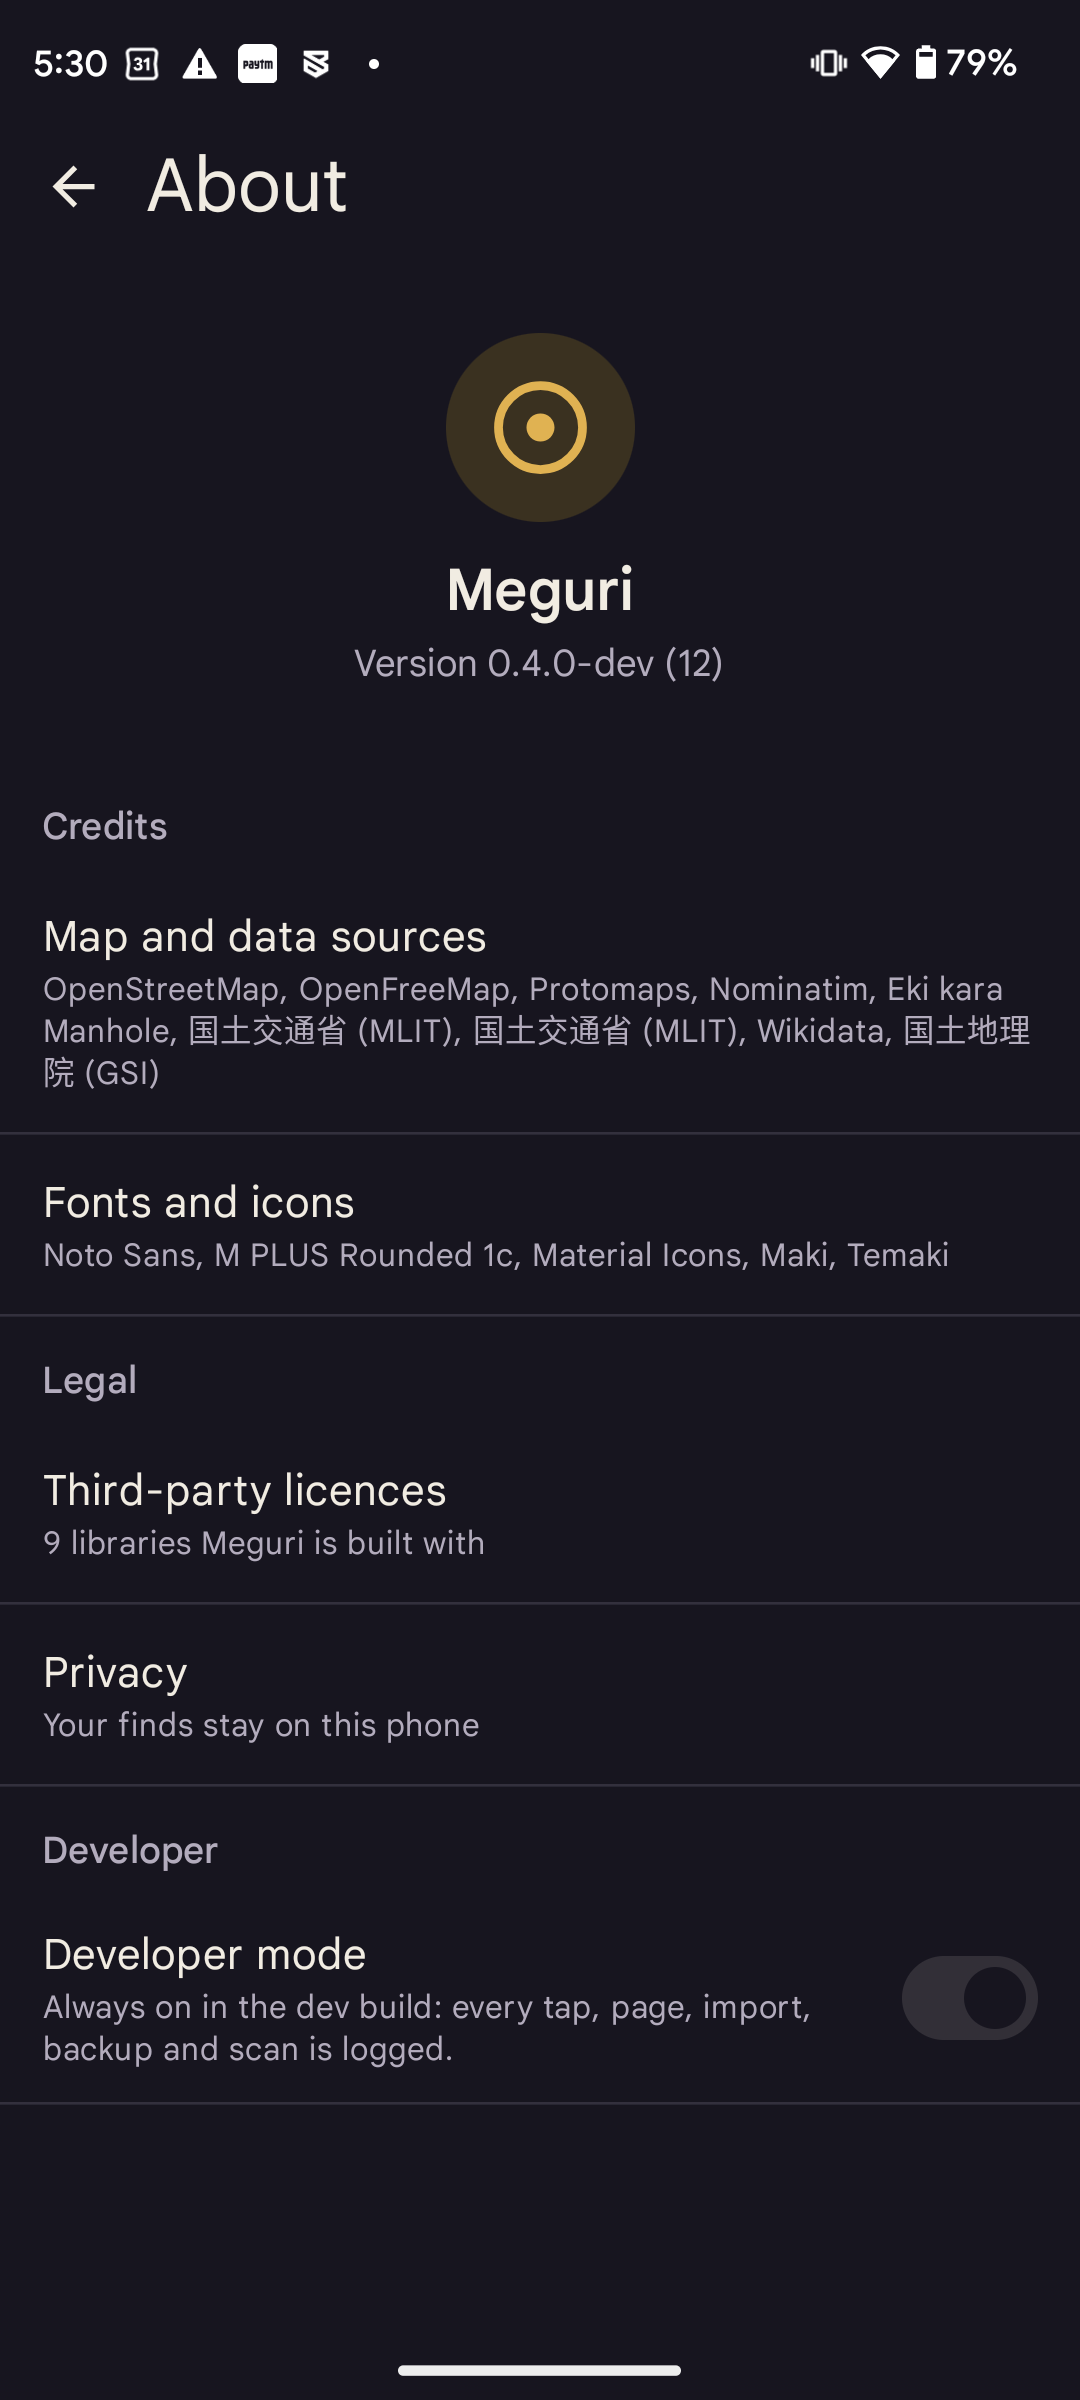 5:30 31 paytm 79%
About
Meguri
Version 0.4.0-dev (12)
Credits
Map and data sources
OpenStreetMap, OpenFreeMap, Protomaps, Nominatim, Eki kara
Manhole, 国土交通省 (MLIT), 国土交通省 (MLIT), Wikidata, 国土地理
院 (GSI)
Fonts and icons
Noto Sans, M PLUS Rounded 1c, Material Icons, Maki, Temaki
Legal
Third-party licences
9 libraries Meguri is built with
Privacy
Your finds stay on this phone
Developer
Developer mode
Always on in the dev build: every tap, page, import,
backup and scan is logged.